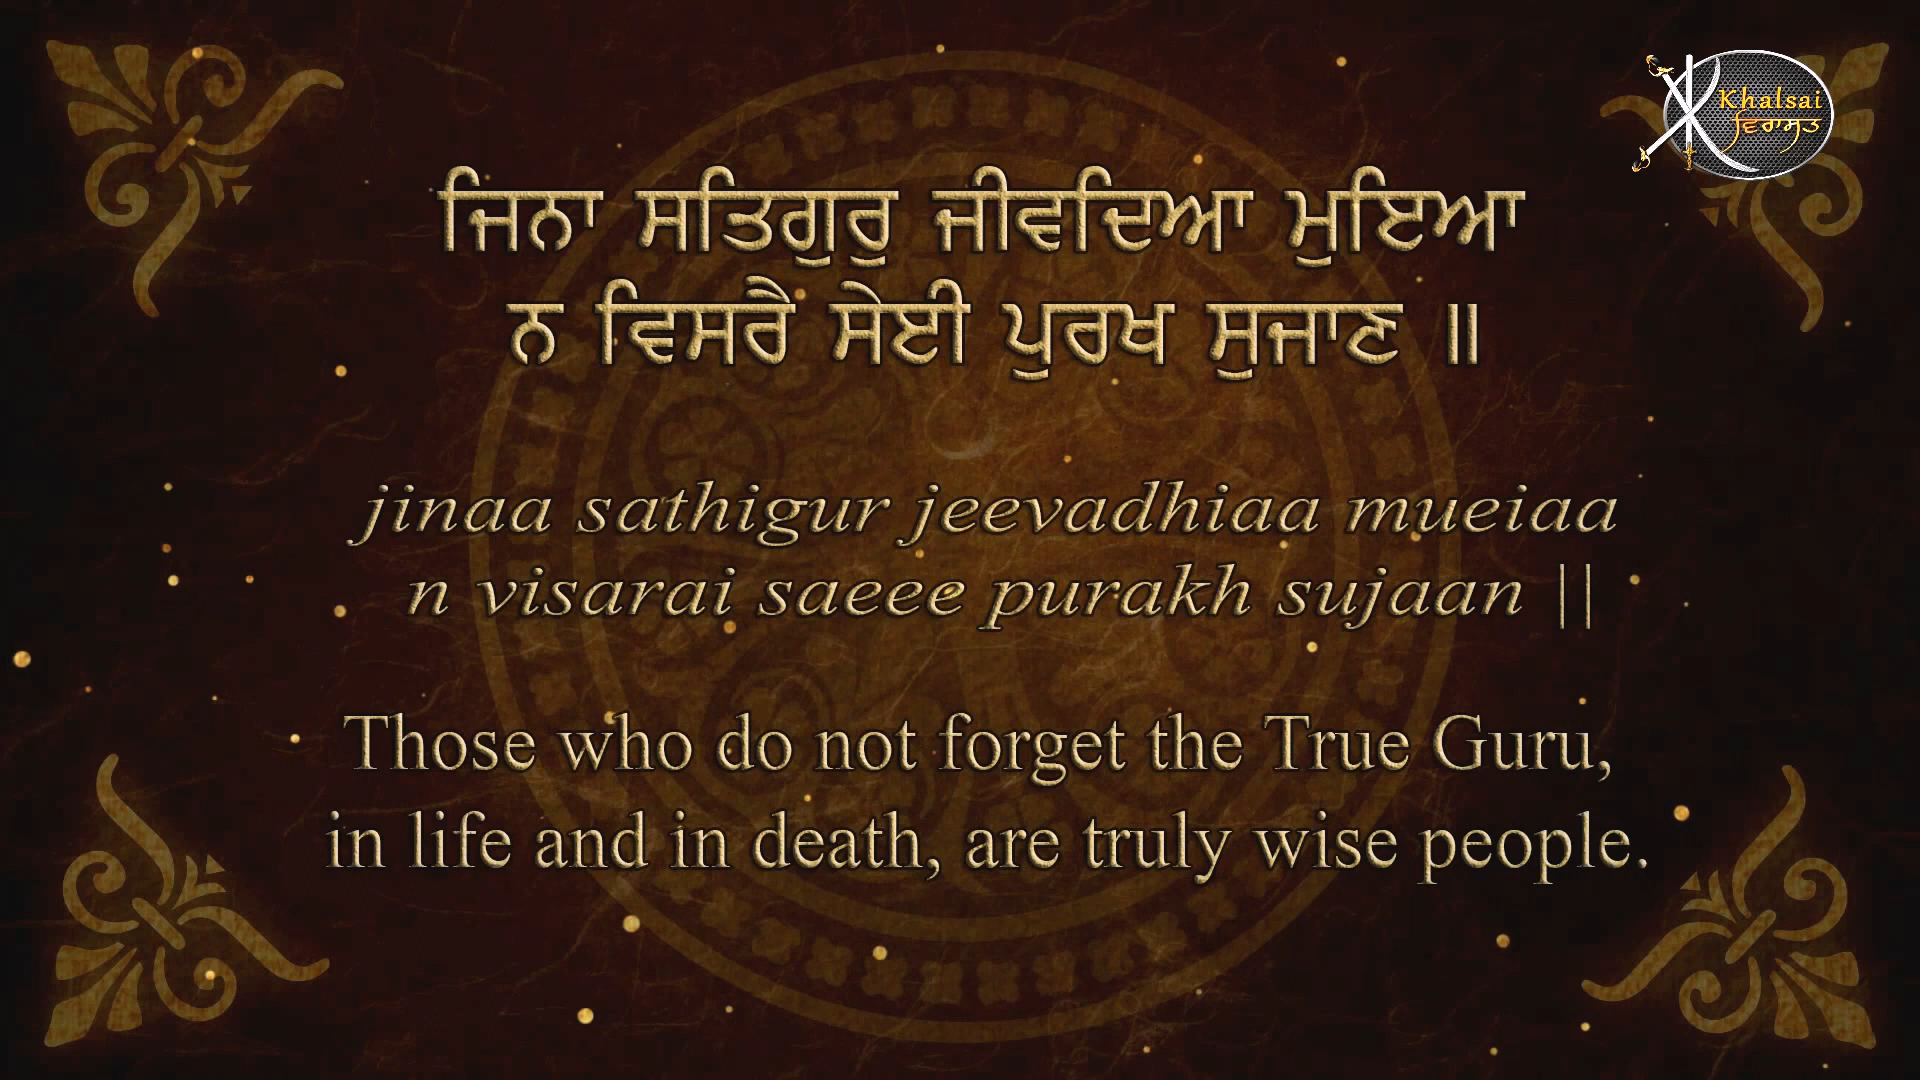 Khalsai
ਵਿਰਾਸਤ
ਜਿਨਾ ਸਤਿਗੁਰੁ ਜੀਵਦਿਆ ਮੁਇਆ
ਨ ਵਿਸਰੈ ਸੇਈ ਪੁਰਖ ਸੁਜਾਣ ॥
jinaa sathigur jeevadhiaa mueiaa
n visarai saeee purakh sujaan ||
Those who do not forget the True Guru,
in life and in death, are truly wise people.